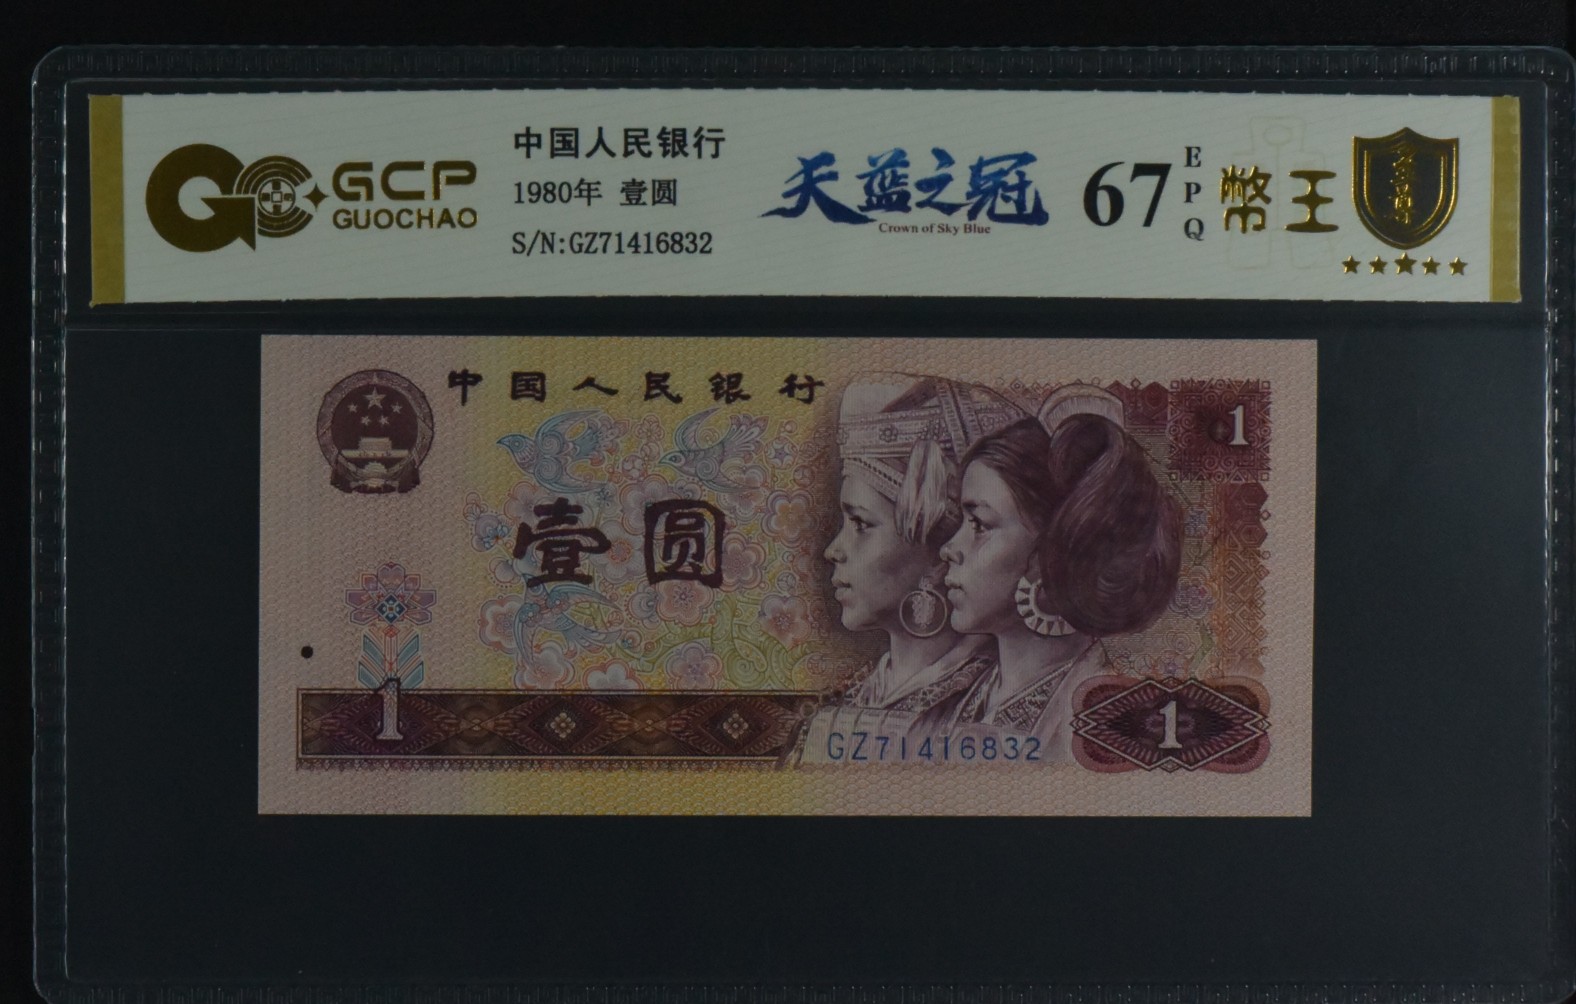 GCP
GUOCHAO
中国人民银行
1980年 壹圆
S/N:GZ71416832
天蓝之冠
Crown of Sky Blue
67
EPQ
幣王
中国人民银行
1
壹圆
1
GZ71416832
1